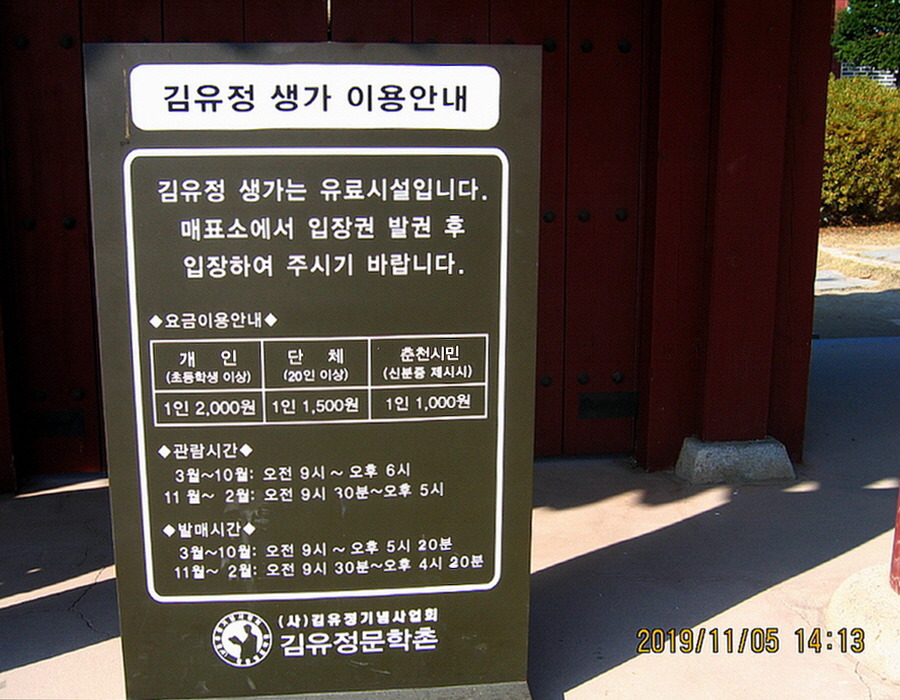 김유정 생가 이용안내
김유정 생가는 유료시설입니다.
매표소에서 입장권 발권 후
입장하여 주시기 바랍니다.
◆요금이용안내◆
개 인 단 체 춘천시민
(초등학생 이상) (20인 이상) (신분증 제시시)
1인 2,000원 1인 1,500원 1인 1,000원
◆관람시간◆
3월~10월: 오전 9시 ~ 오후 6시
11월~ 2월: 오전 9시 30분~오후 5시
◆발매시간◆
3월~10월: 오전 9시 ~ 오후 5시 20분
11월~ 2월: 오전 9시 30분~오후 4시 20분
(사)김유정기념사업회
김유정문학촌
2019/11/05 14:13